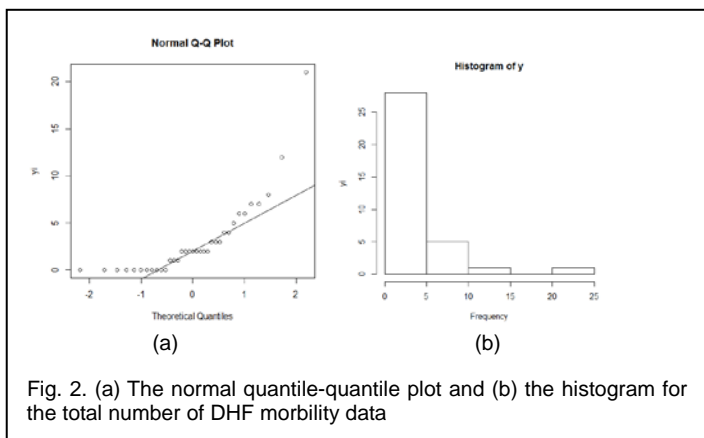 Normal Q-Q Plot
20
15
10
5
0
yi
-2 -1 0 1 2
Theoretical Quantiles
(a)
Histogram of y
25
20
15
10
5
0
yi
0 5 10 15 20 25
Frequency
(b)
Fig. 2. (a) The normal quantile-quantile plot and (b) the histogram for
the total number of DHF morbility data